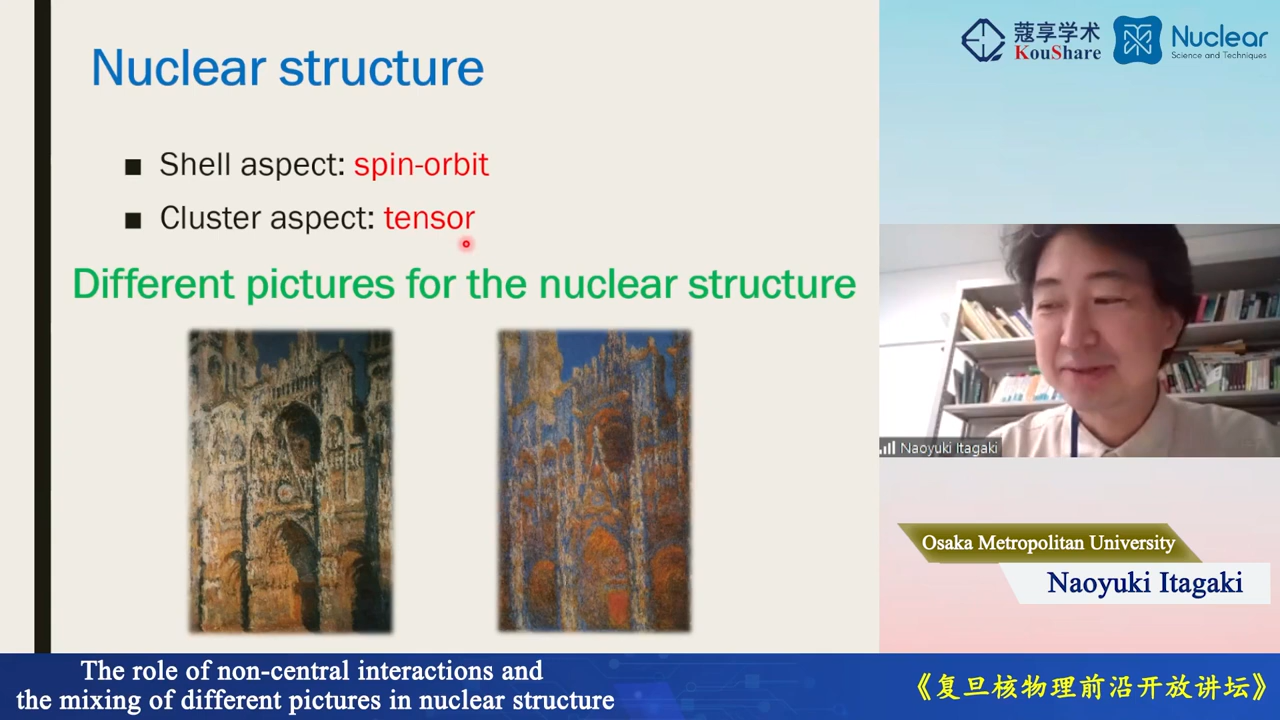 Nuclear structure
■ Shell aspect: spin-orbit
■ Cluster aspect: tensor
Different pictures for the nuclear structure
蔻享学术
KouShare
Nuclear
Science and Techniques
Naoyuki Itagaki
Osaka Metropolitan University
Naoyuki Itagaki
The role of non-central interactions and
the mixing of different pictures in nuclear structure
《复旦核物理前沿开放讲坛》